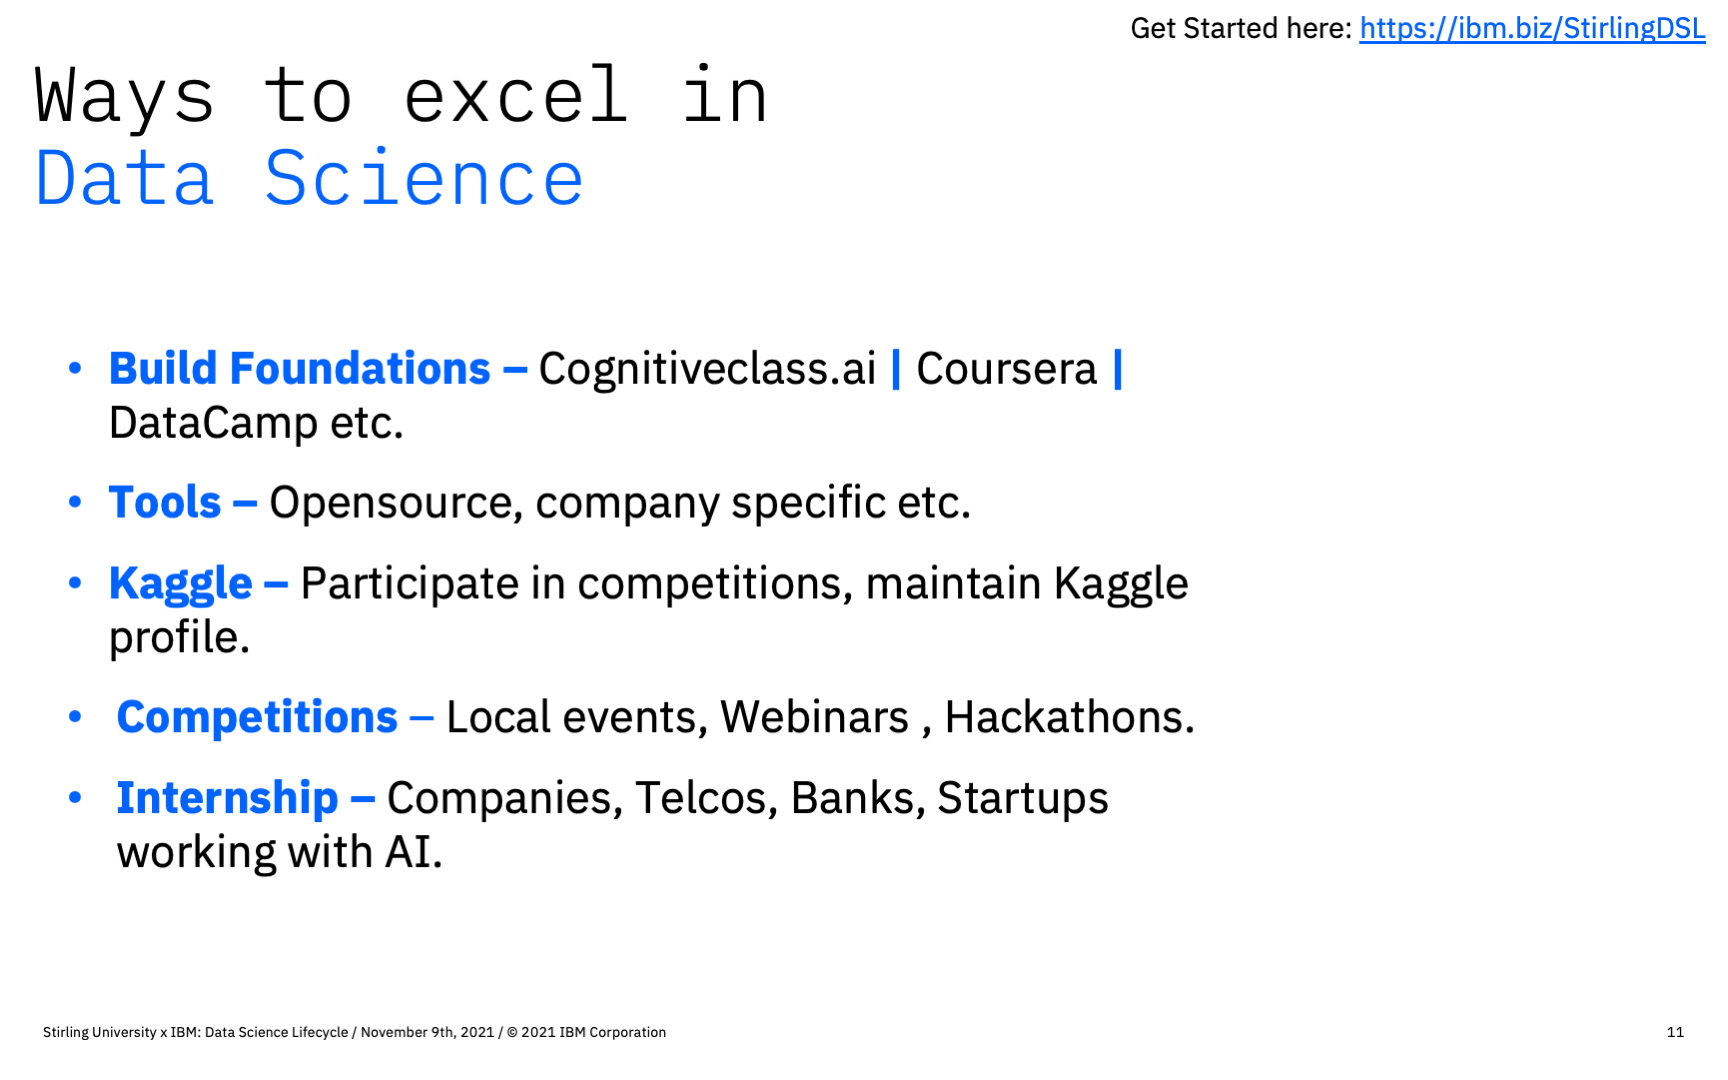 Get Started here: https://ibm.biz/StirlingDSL
Ways to excel in
Data Science
• Build Foundations – Cognitiveclass.ai | Coursera |
DataCamp etc.
• Tools – Opensource, company specific etc.
• Kaggle – Participate in competitions, maintain Kaggle
profile.
• Competitions – Local events, Webinars , Hackathons.
• Internship – Companies, Telcos, Banks, Startups
working with AI.
Stirling University x IBM: Data Science Lifecycle / November 9th, 2021 / © 2021 IBM Corporation
11